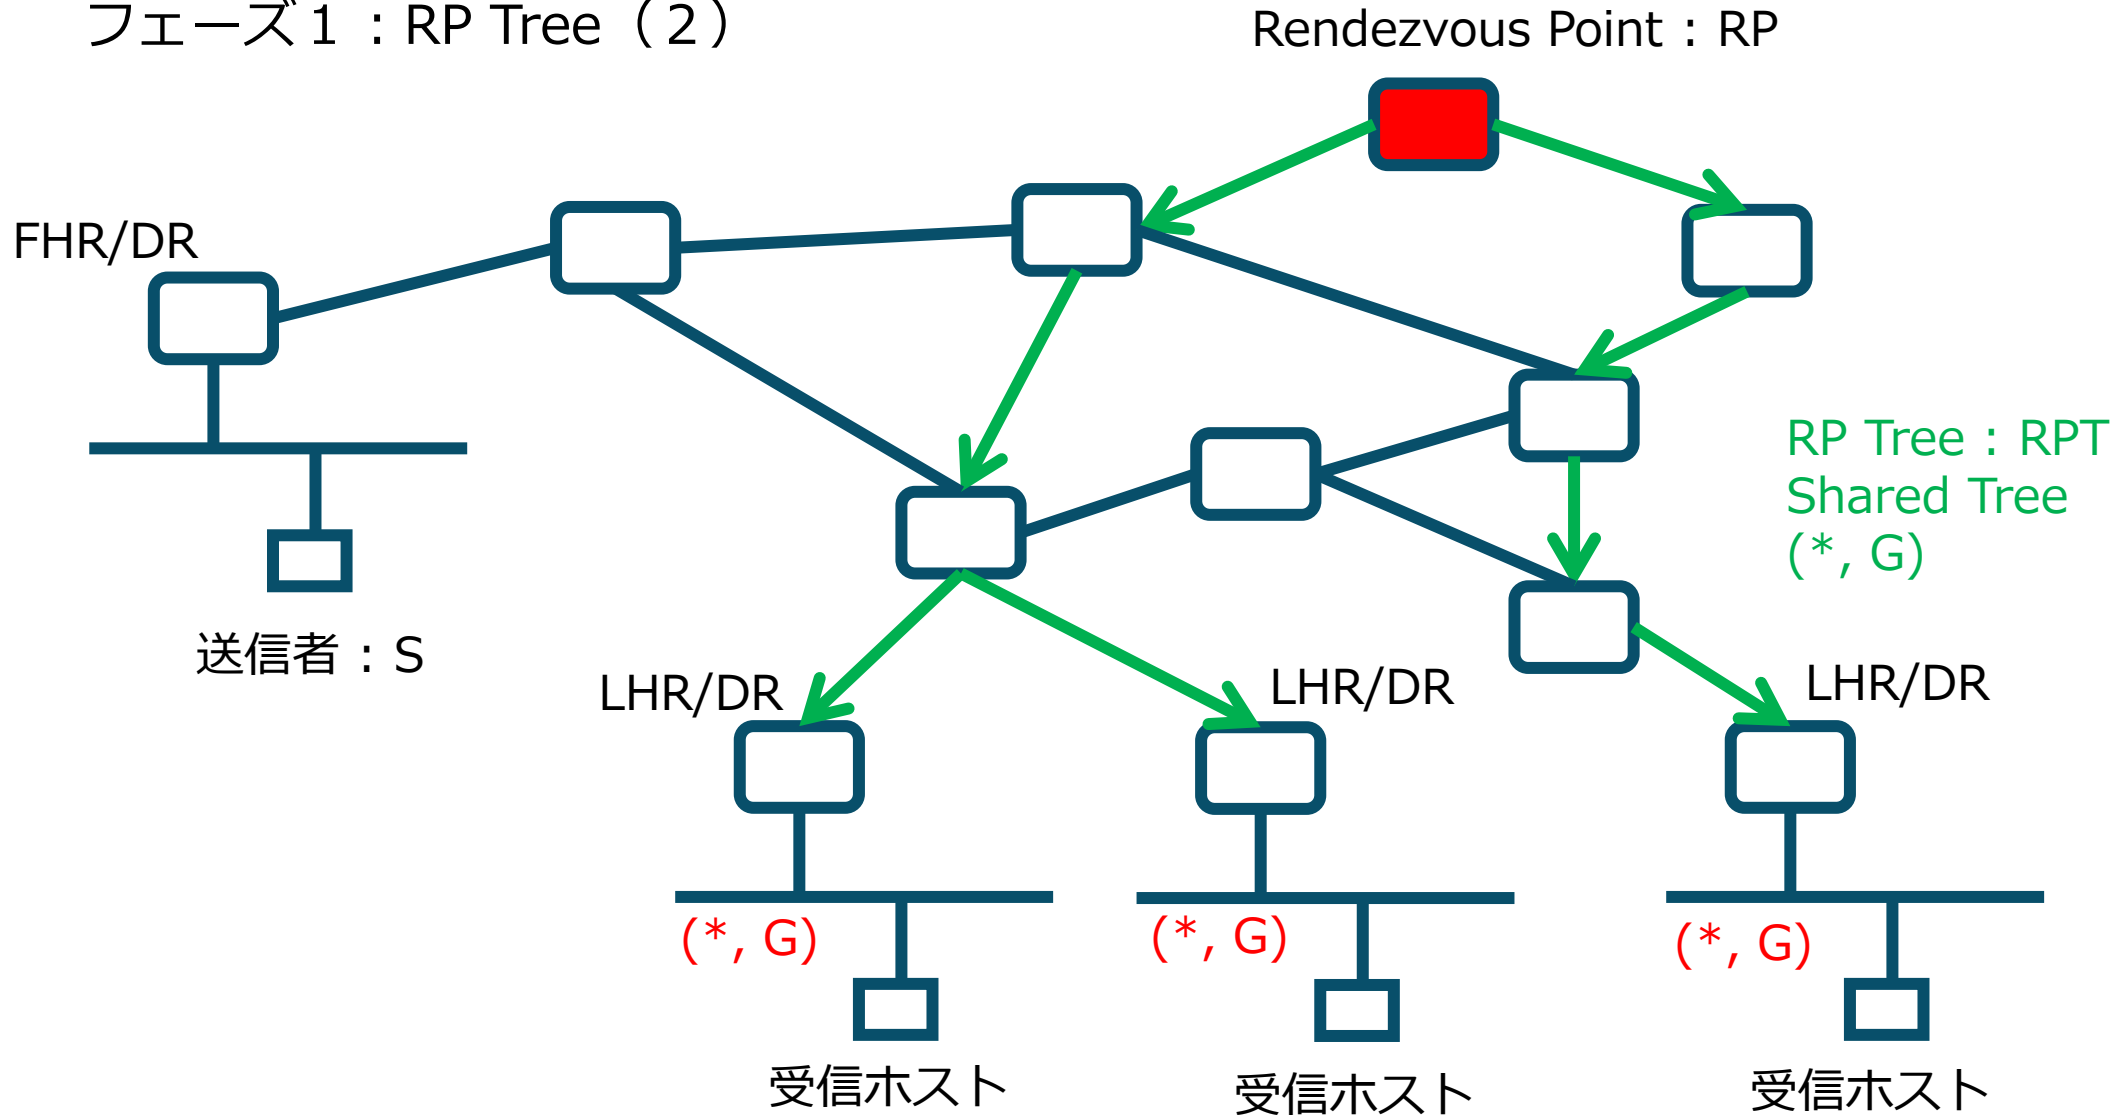 フェーズ１：RP Tree（２）
Rendezvous Point：RP
FHR/DR
送信者：S
RP Tree：RPT
Shared Tree
(*, G)
LHR/DR
LHR/DR
LHR/DR
(*, G)
(*, G)
(*, G)
受信ホスト
受信ホスト
受信ホスト